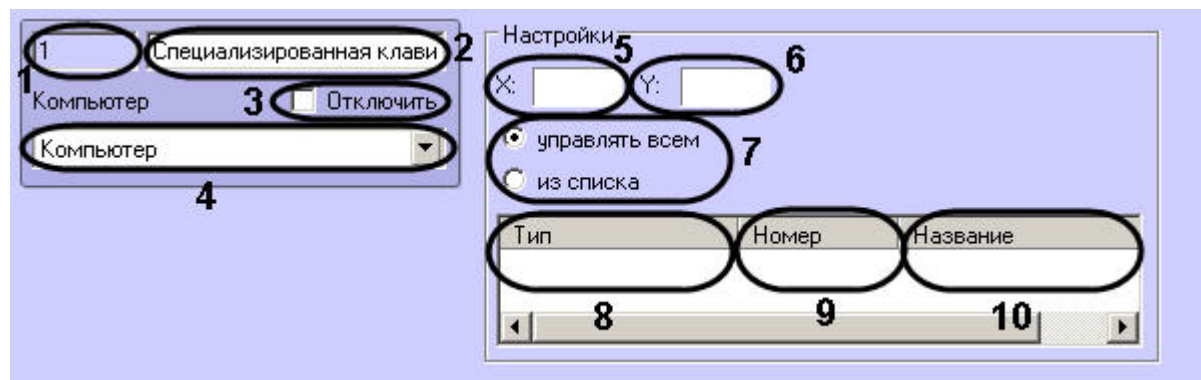 1 Специализированная клави 2
1
Компьютер 3 Отключить
Компьютер
4
Настройки
5 6
X: Y:
управлять всем
7
из списка
Тип Номер Название
8 9 10